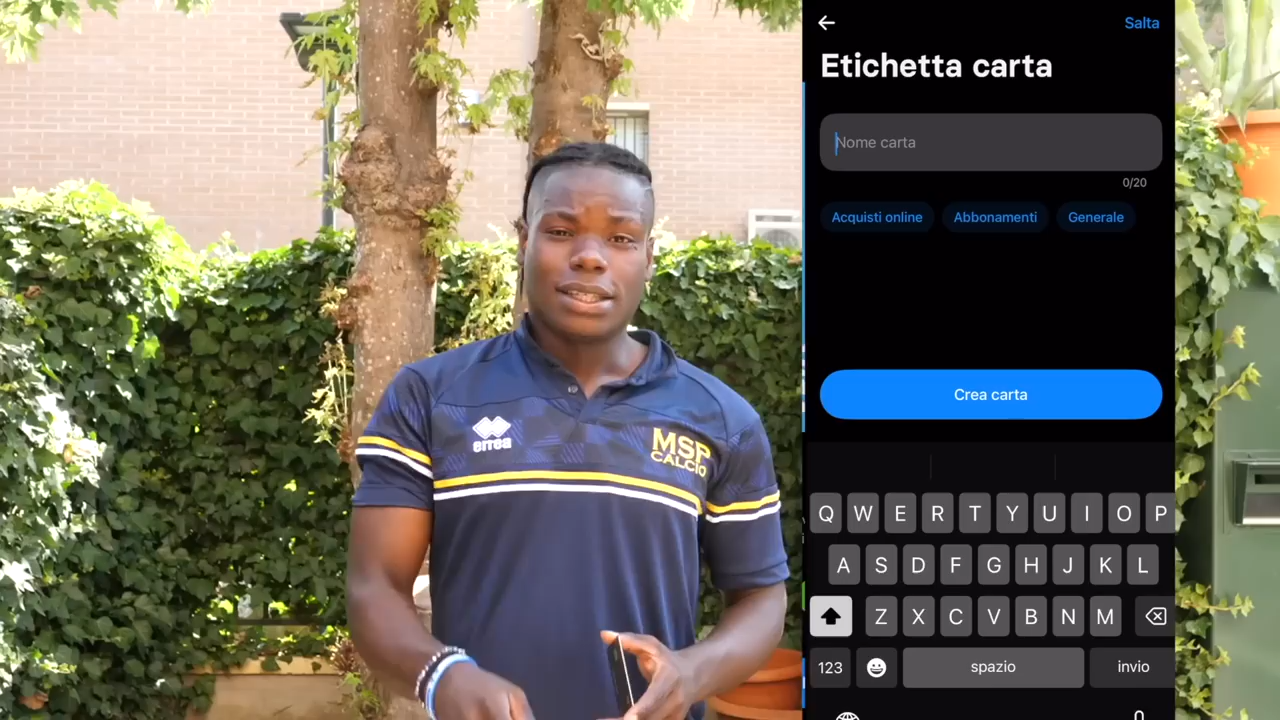 Salta
Etichetta carta
Nome carta
0/20
Acquisti online
Abbonamenti
Generale
Crea carta
Q W E R T Y U I O P
A S D F G H J K L
Z X C V B N M
123
spazio
invio
errea
MSP
CALCIO